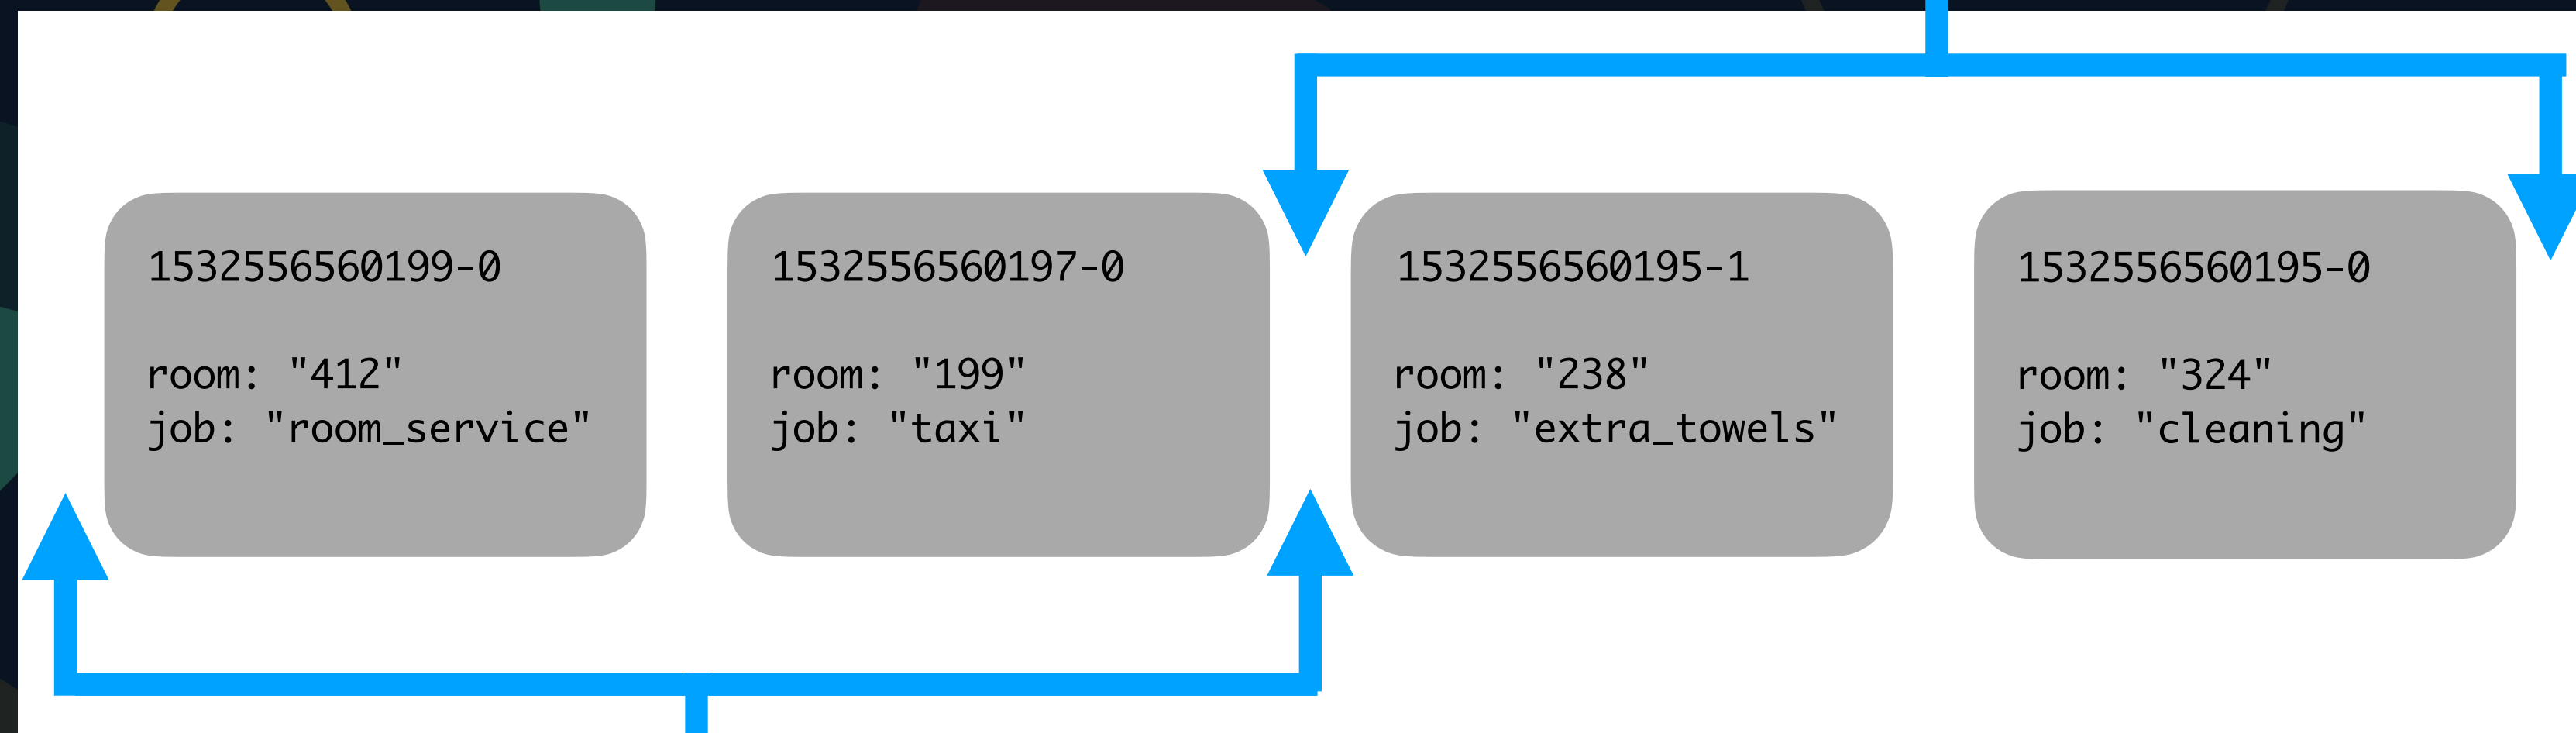 1532556560199-0
room: "412"
job: "room_service"
1532556560197-0
room: "199"
job: "taxi"
1532556560195-1
room: "238"
job: "extra_towels"
1532556560195-0
room: "324"
job: "cleaning"